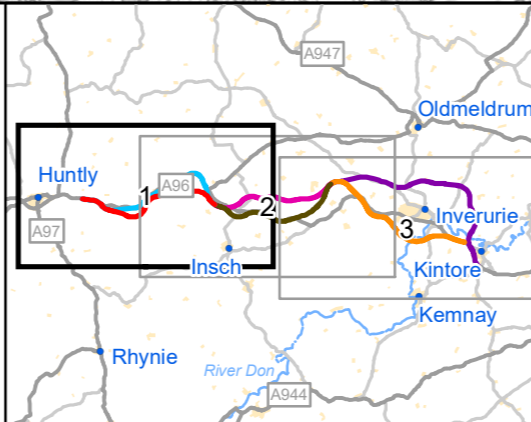 A947
Oldmeldrum
Huntly
A96
1
2
A97
Inverurie
3
Insch
Kintore
Kemnay
Rhynie
River Don
A944